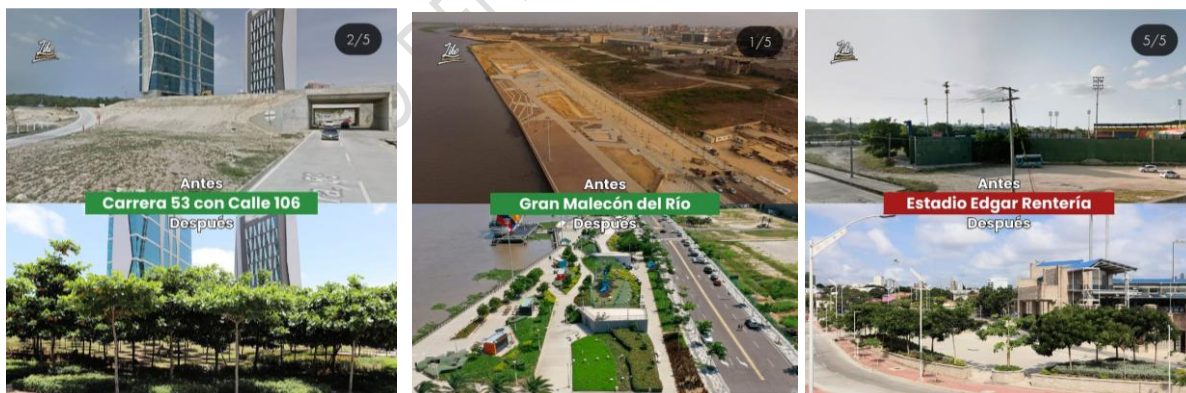 2/5
Antes
Carrera 53 con Calle 106
Después
1/5
Antes
Gran Malecón del Río
Después
5/5
Antes
Estadio Edgar Rentería
Después